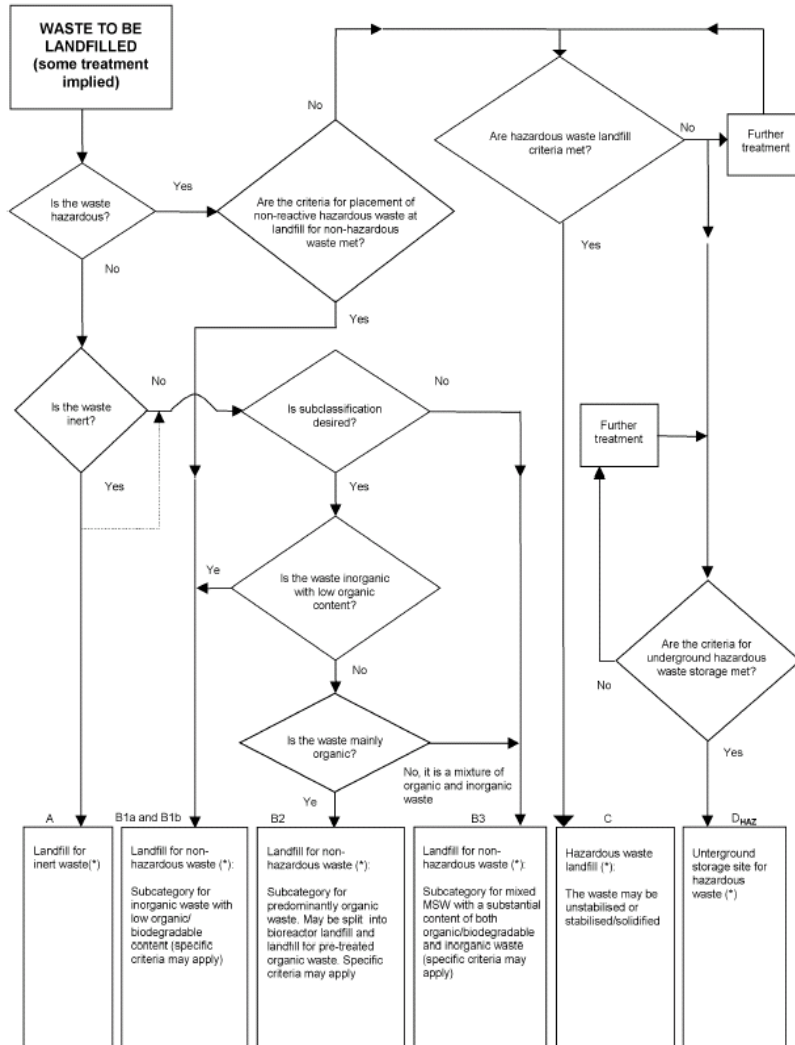 WASTE TO BE
LANDFILLED
(some treatment
implied)
No
Are hazardous waste landfill
criteria met?
No
Further
treatment
Is the waste
hazardous?
Yes
Are the criteria for placement of
non-reactive hazardous waste at
landfill for non-hazardous
waste met?
No
Yes
Yes
Is the waste
inert?
No
Is subclassification
desired?
No
Further
treatment
Yes
Yes
Ye
Is the waste inorganic
with low organic
content?
Are the criteria for
underground hazardous
waste storage met?
No
No
Is the waste mainly
organic?
No, it is a mixture of
organic and inorganic
waste
Yes
Ye
A
B1a and B1b
B2
B3
C
DHAZ
Landfill for
inert waste(*)
Landfill for non-
hazardous waste (*):
Subcategory for
inorganic waste with
low organic/
biodegradable
content (specific
criteria may apply)
Landfill for non-
hazardous waste (*):
Subcategory for
predominantly organic
waste. May be split into
bioreactor landfill and
landfill for pre-treated
organic waste. Specific
criteria may apply
Landfill for non-
hazardous waste (*):
Subcategory for mixed
MSW with a substantial
content of both
organic/biodegradable
and inorganic waste
(specific criteria may
apply)
Hazardous waste
landfill (*):
The waste may be
unstabilised or
stabilised/solidified
Unterground
storage site for
hazardous
waste (*)